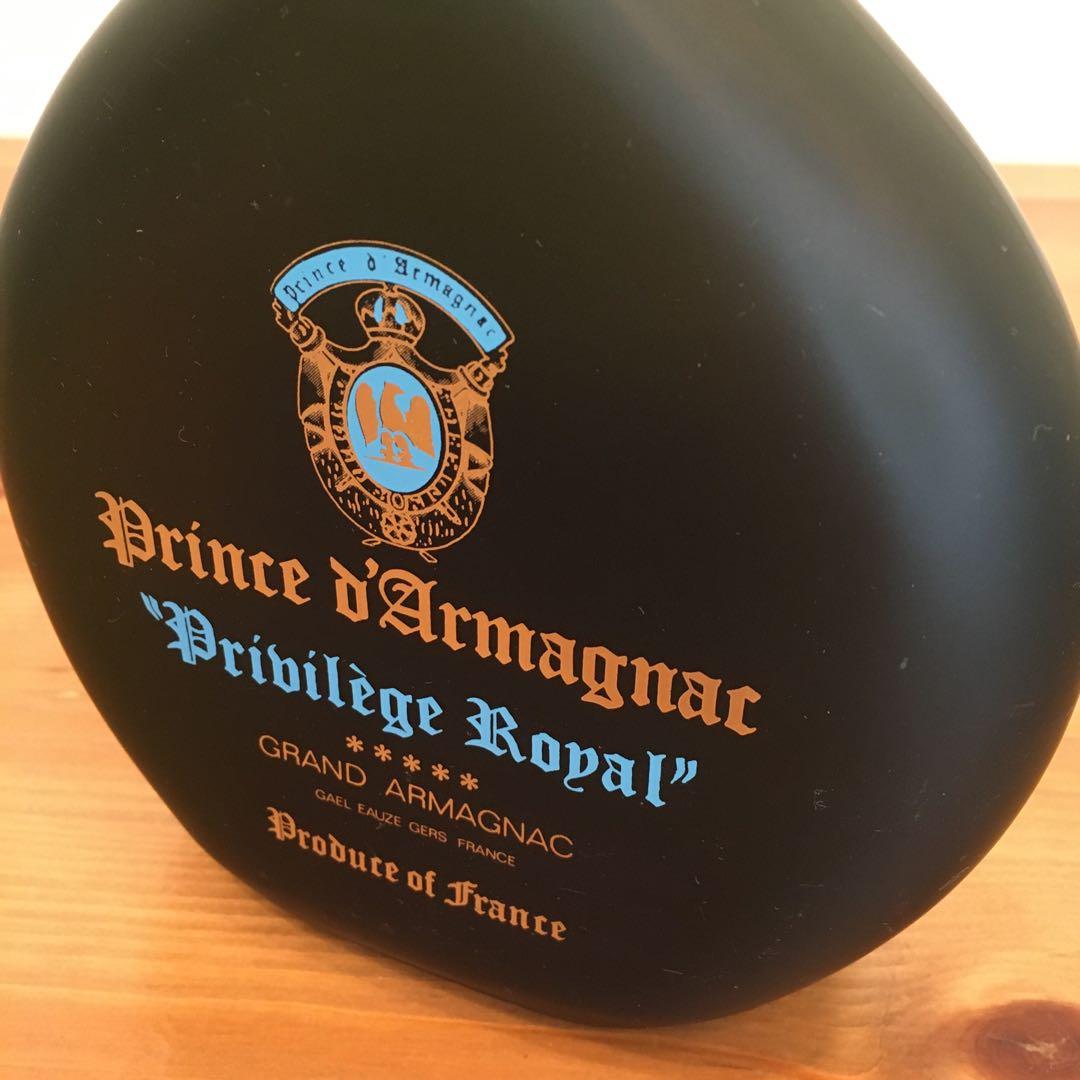 Prince d'Armagnac
Prince d'Armagnac
"Privilège Royal"
*****
GRAND ARMAGNAC
GAEL EAUZE GERS FRANCE
Produce of France